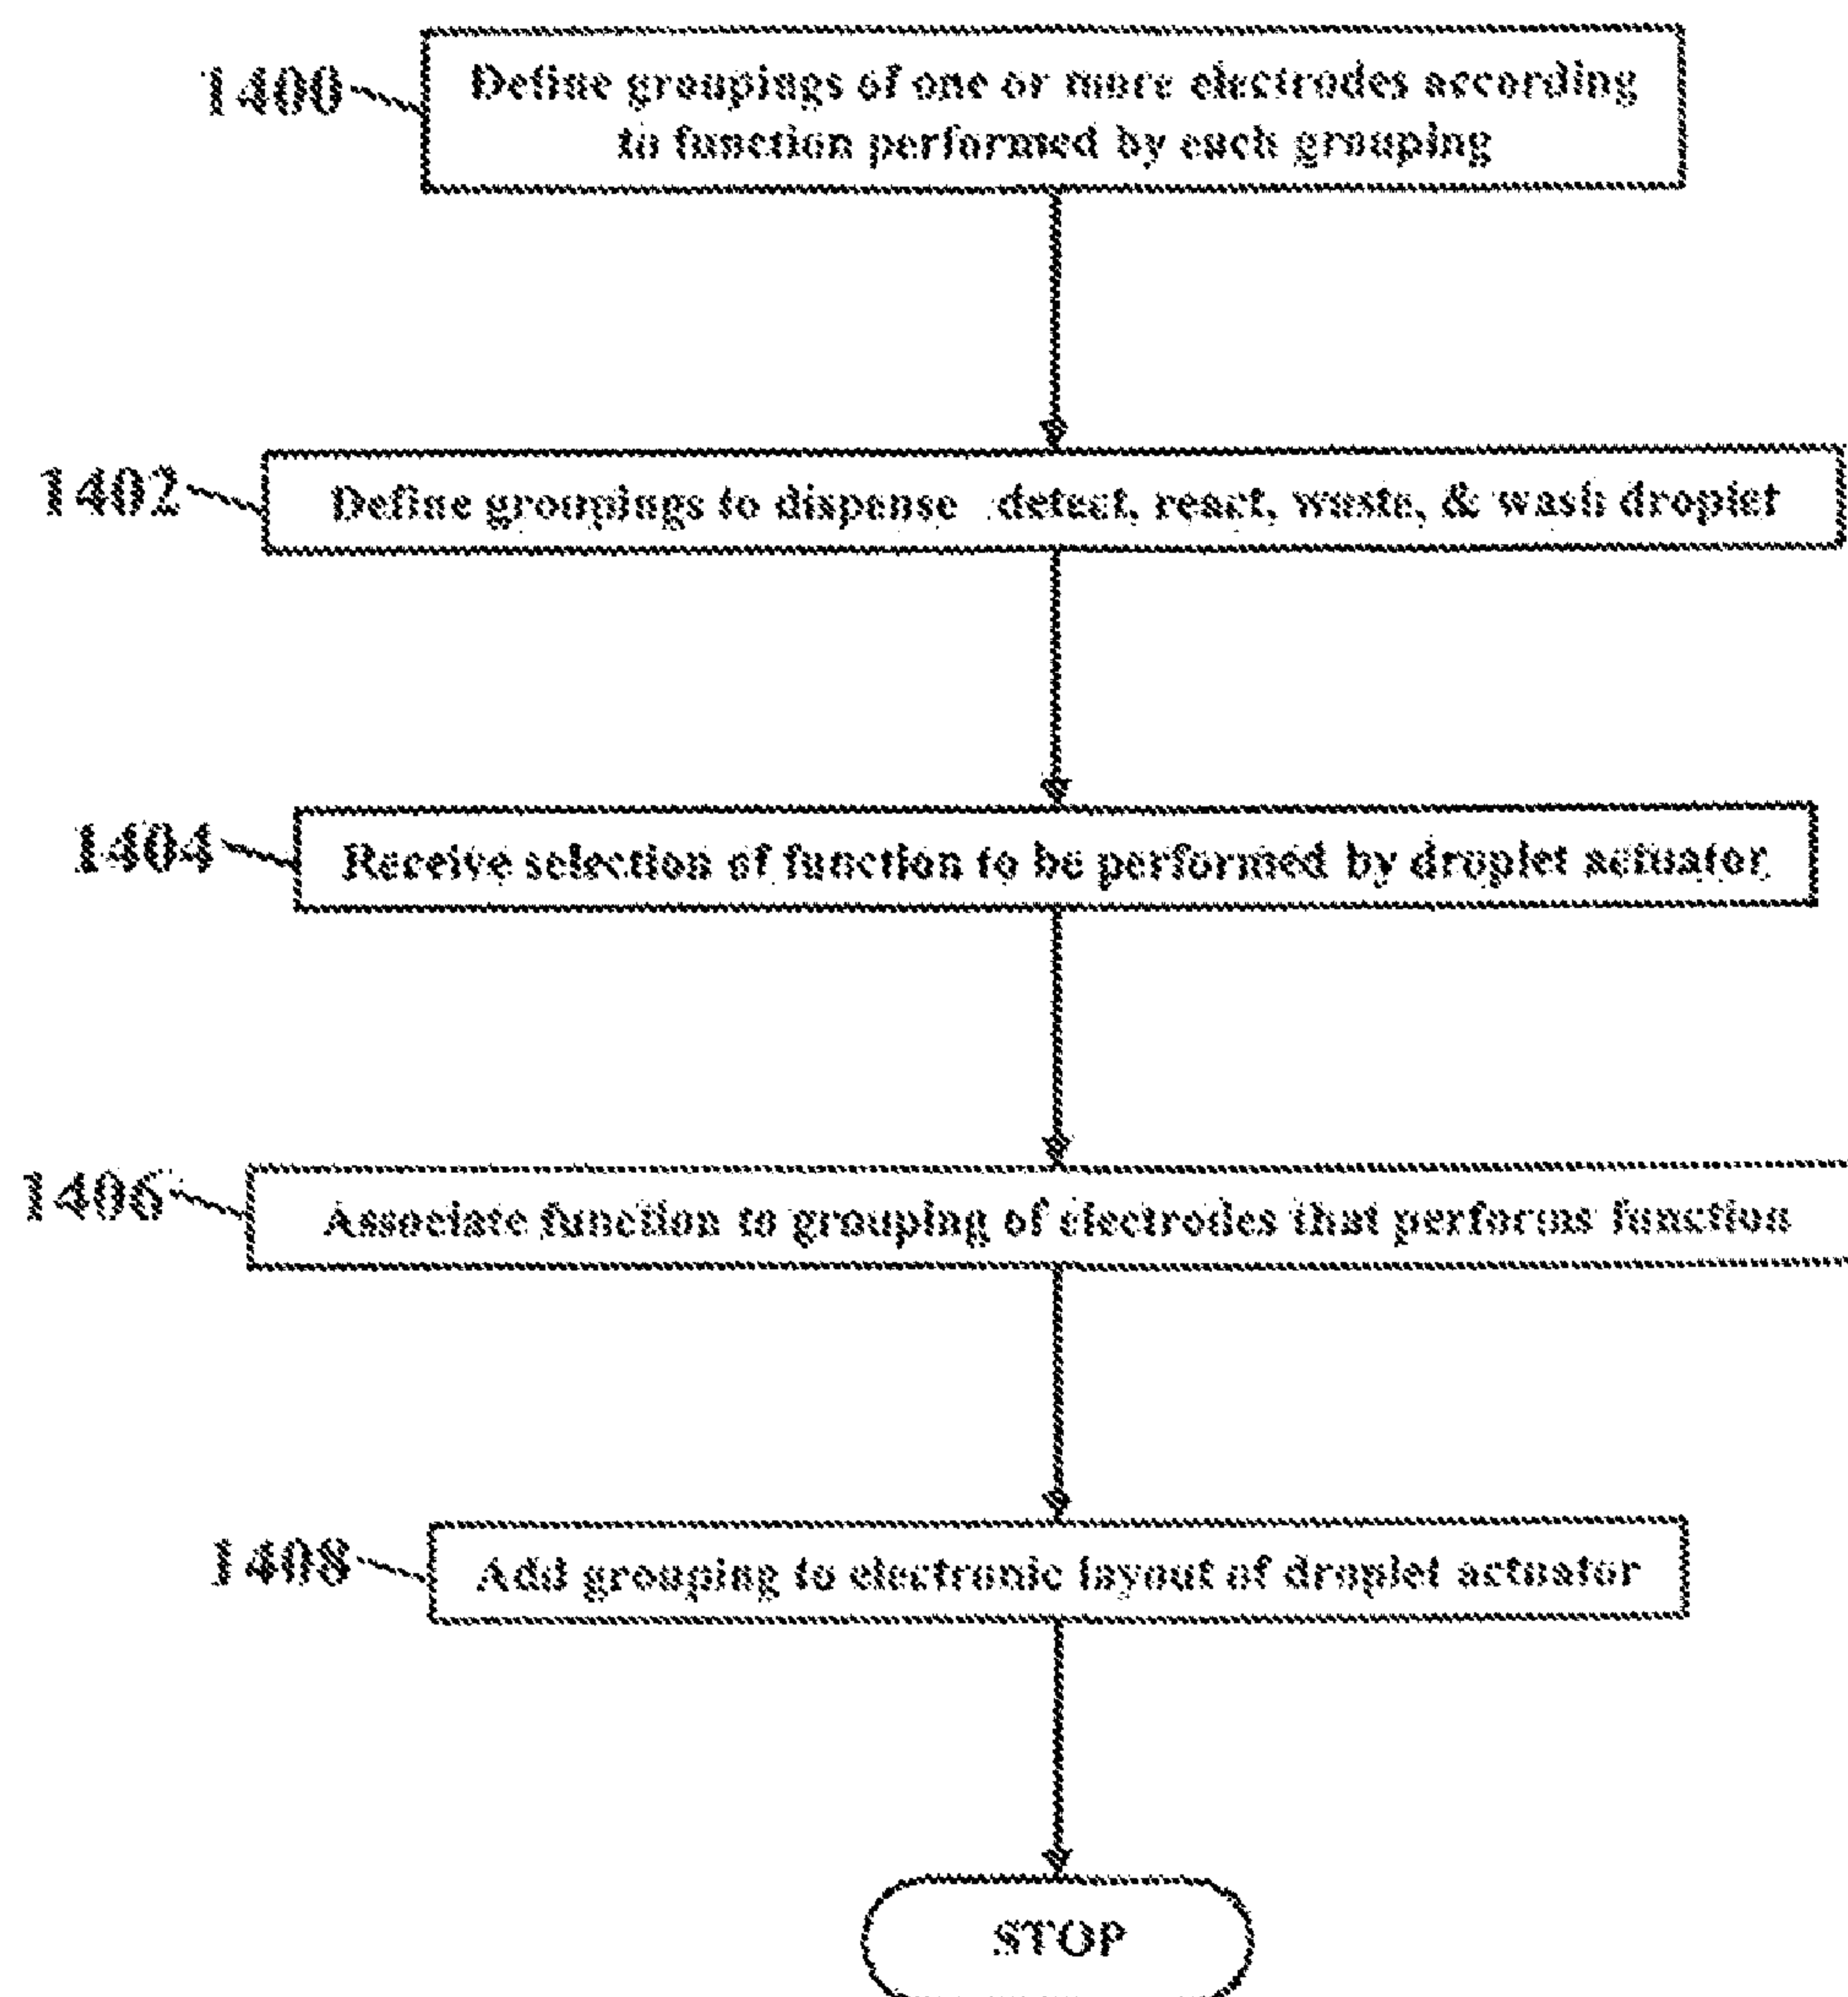 1400
Define groupings of one or more electrodes according
to function performed by each grouping
1402
Define groupings to dispense , detect, react, waste, & wash droplet
1404
Receive selection of function to be performed by droplet actuator
1406
Associate function to grouping of electrodes that performs function
1408
Add grouping to electronic layout of droplet actuator
STOP